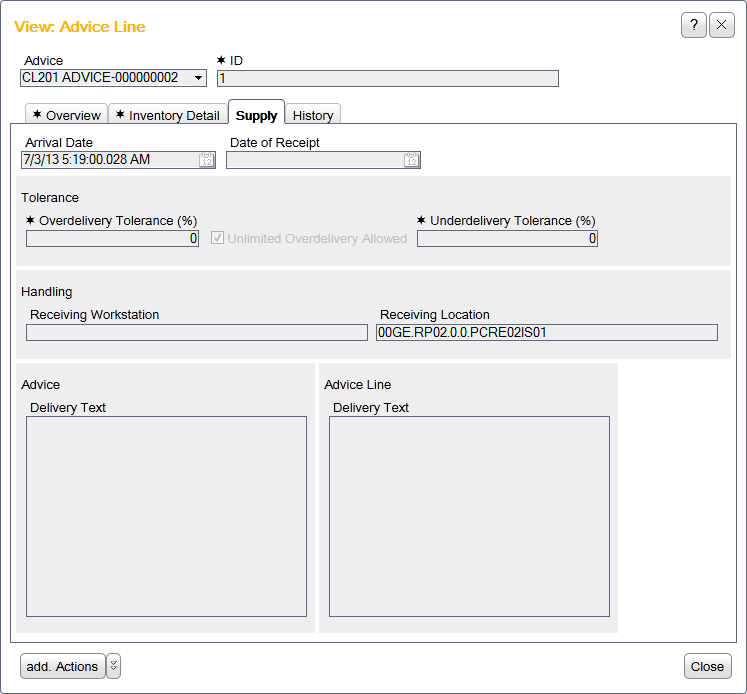 View: Advice Line
?
Advice
✶ ID
CL201 ADVICE-000000002
1
✶ Overview
✶ Inventory Detail
Supply
History
Arrival Date
Date of Receipt
7/3/13 5:19:00.028 AM
12
12
Tolerance
✶ Overdelivery Tolerance (%)
✶ Underdelivery Tolerance (%)
0
Unlimited Overdelivery Allowed
0
Handling
Receiving Workstation
Receiving Location
00GE.RP02.0.0.PCRE02IS01
Advice
Advice Line
Delivery Text
Delivery Text
add. Actions
Close